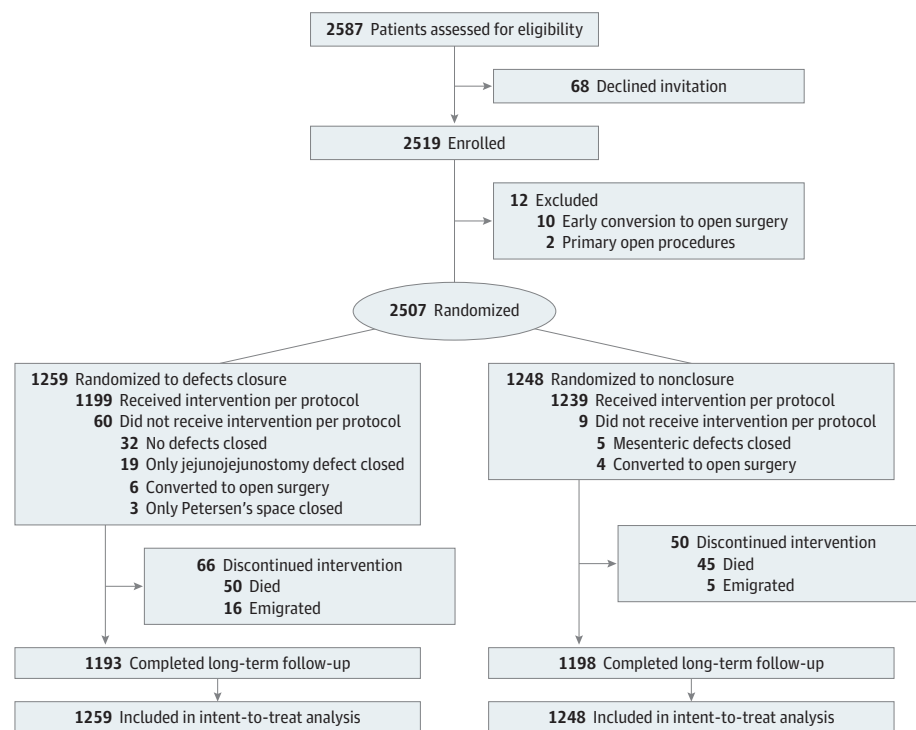 2587 Patients assessed for eligibility
68 Declined invitation
2519 Enrolled
12 Excluded
10 Early conversion to open surgery
2 Primary open procedures
2507 Randomized
1259 Randomized to defects closure
1199 Received intervention per protocol
60 Did not receive intervention per protocol
32 No defects closed
19 Only jejunojejunostomy defect closed
6 Converted to open surgery
3 Only Petersen's space closed
1248 Randomized to nonclosure
1239 Received intervention per protocol
9 Did not receive intervention per protocol
5 Mesenteric defects closed
4 Converted to open surgery
66 Discontinued intervention
50 Died
16 Emigrated
50 Discontinued intervention
45 Died
5 Emigrated
1193 Completed long-term follow-up
1198 Completed long-term follow-up
1259 Included in intent-to-treat analysis
1248 Included in intent-to-treat analysis